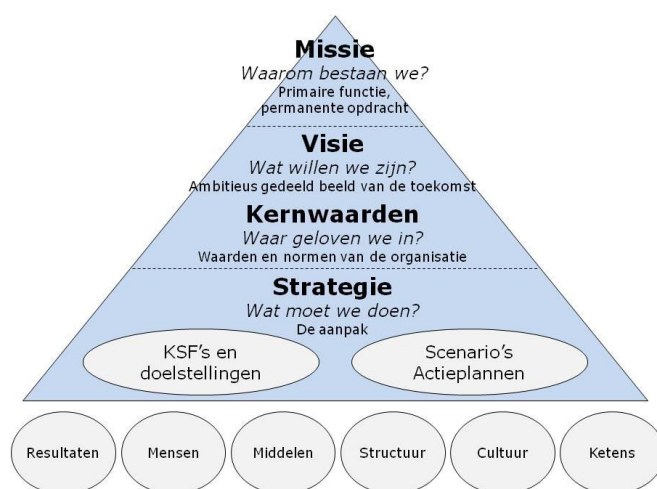 Missie
Waarom bestaan we?
Primaire functie,
permanente opdracht
Visie
Wat willen we zijn?
Ambitieus gedeeld beeld van de toekomst
Kernwaarden
Waar geloven we in?
Waarden en normen van de organisatie
Strategie
Wat moet we doen?
De aanpak
KSF's en
doelstellingen
Scenario's
Actieplannen
Resultaten
Mensen
Middelen
Structuur
Cultuur
Ketens